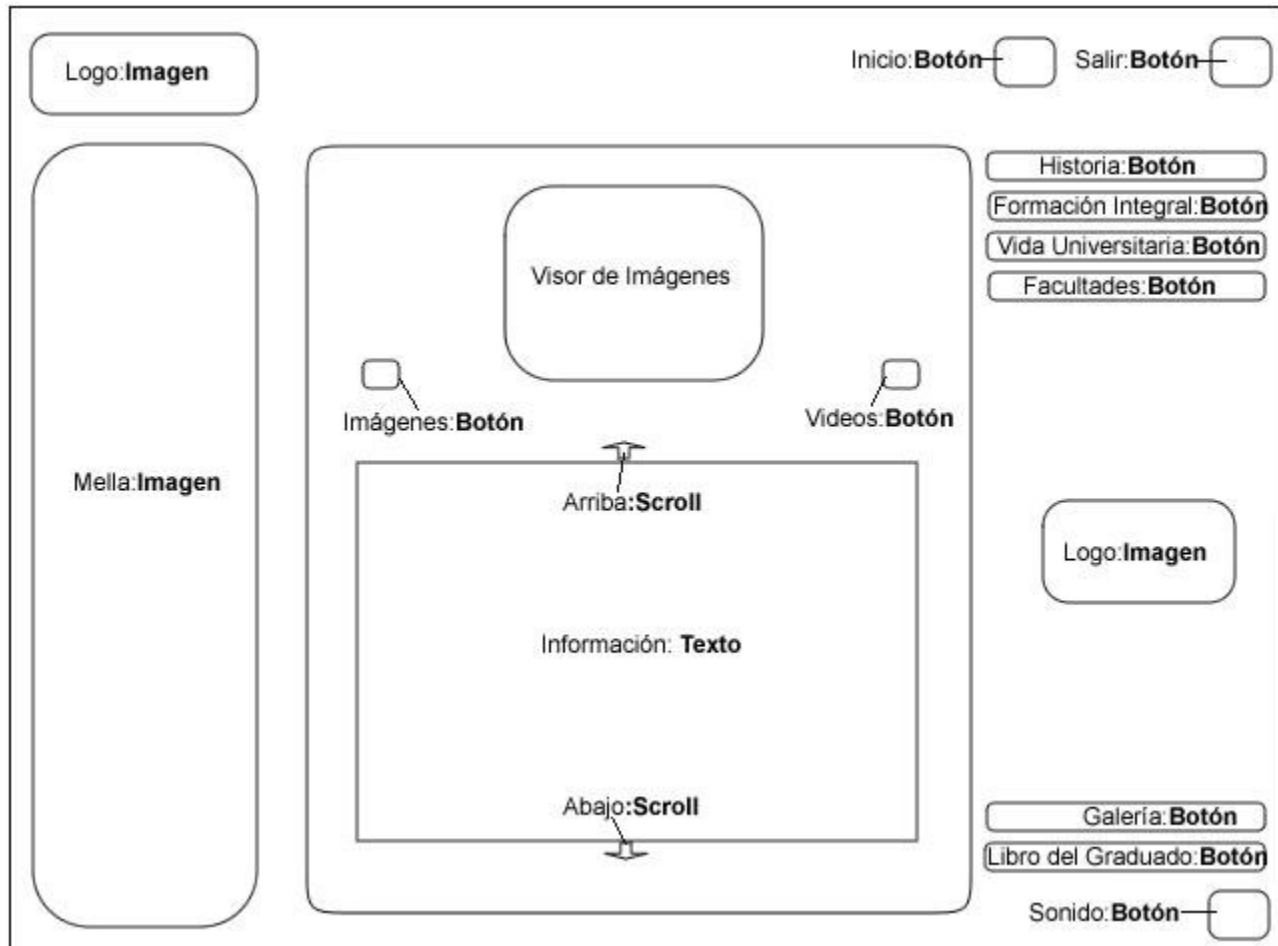 Logo:Imagen
Inicio:Botón
Salir:Botón
Historia:Botón
Formación Integral:Botón
Vida Universitaria:Botón
Facultades:Botón
Visor de Imágenes
Imágenes:Botón
Videos:Botón
Mella:Imagen
Arriba:Scroll
Logo:Imagen
Información: Texto
Abajo:Scroll
Galería:Botón
Libro del Graduado:Botón
Sonido:Botón